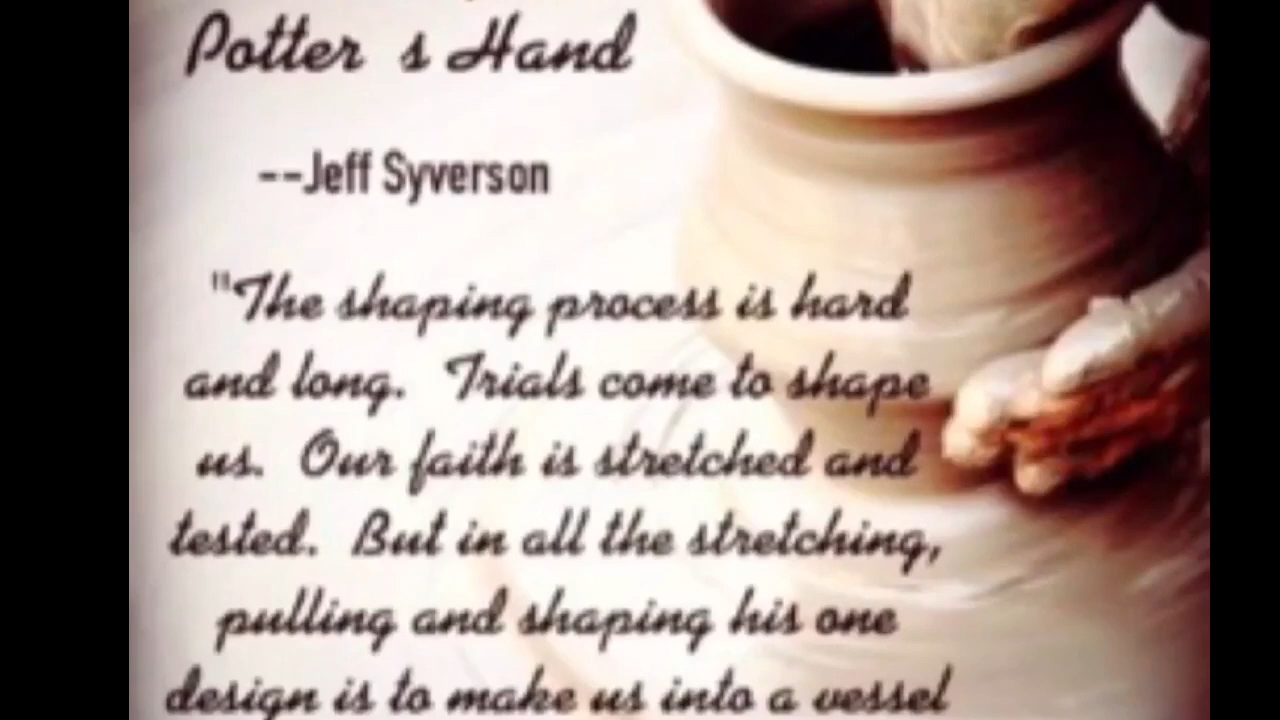 Potter s Hand
--Jeff Syverson
"The shaping process is hard
and long. Trials come to shape
us. Our faith is stretched and
tested. But in all the stretching,
pulling and shaping his one
design is to make us into a vessel